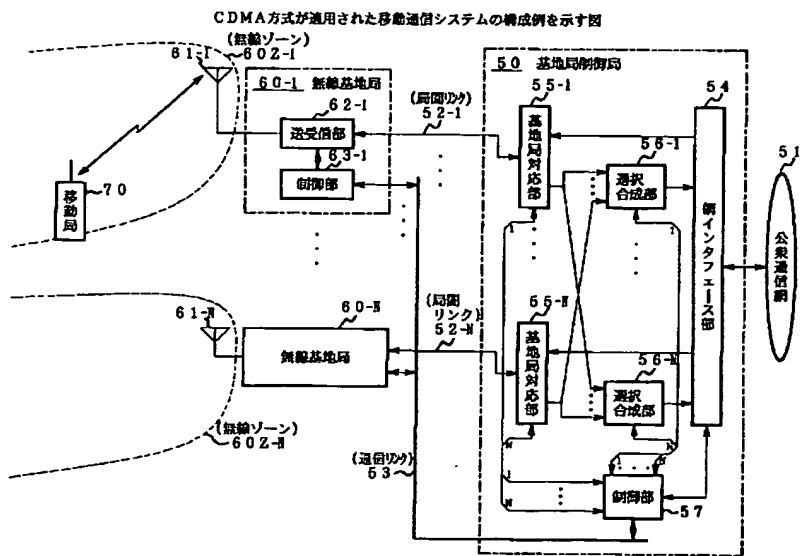 CDMA方式が適用された移動通信システムの構成例を示す図
(無線ゾーン)
60Z-1
61-1
60-1 無線基地局
62-1
送受信部
63-1
制御部
(局間リンク)
52-1
50 基地局制御局
55-1
基地局対応部
56-1
選択
合成部
54
網インタフェース部
51
公衆通信網
70
移動局
61-N
60-N
無線基地局
(局間
リンク)
52-N
55-N
基地局対応部
56-N
選択
合成部
(無線ゾーン)
60Z-N
(通信リンク)
53
制御部
57
1
1
N
N
1
N
1
N